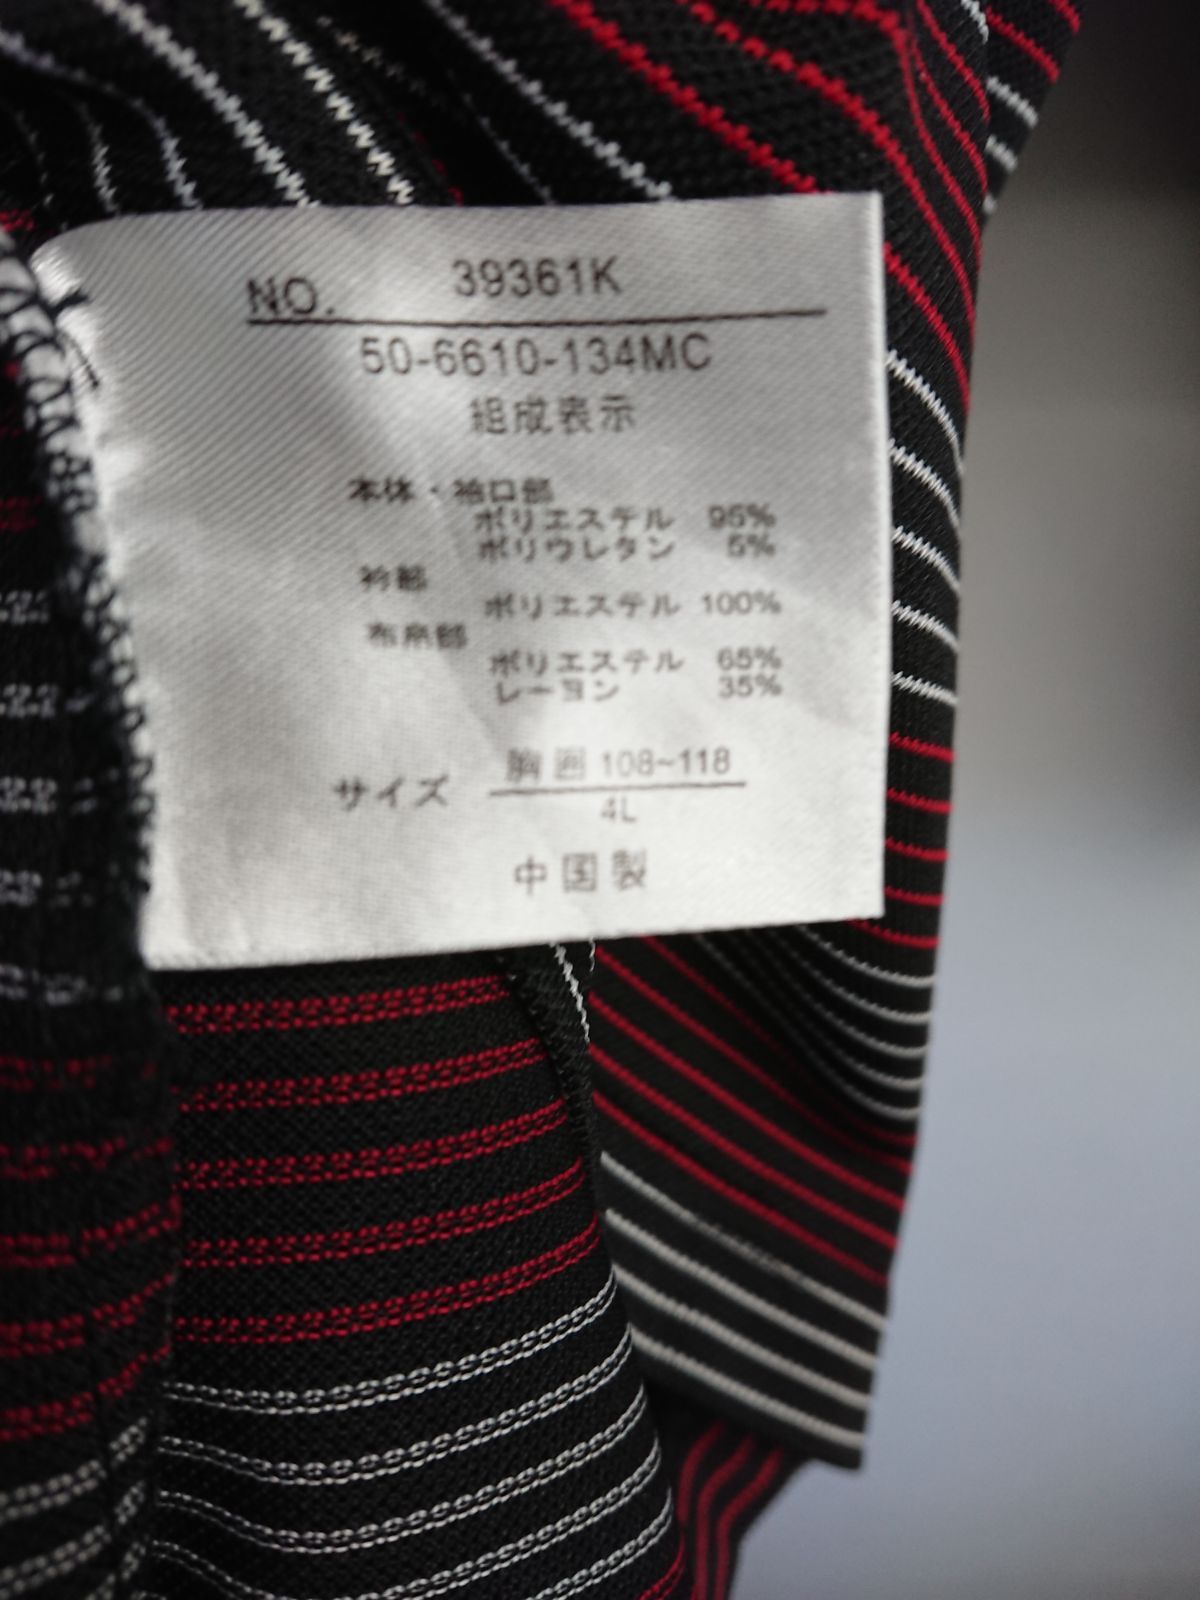 NO. 39361K
50-6610-134MC
組成表示
本体・袖口部
ポリエステル 95%
ポリウレタン 5%
衿部
ポリエステル 100%
布帛部
ポリエステル 65%
レーヨン 35%
サイズ 胸囲 108~118
4L
中国製